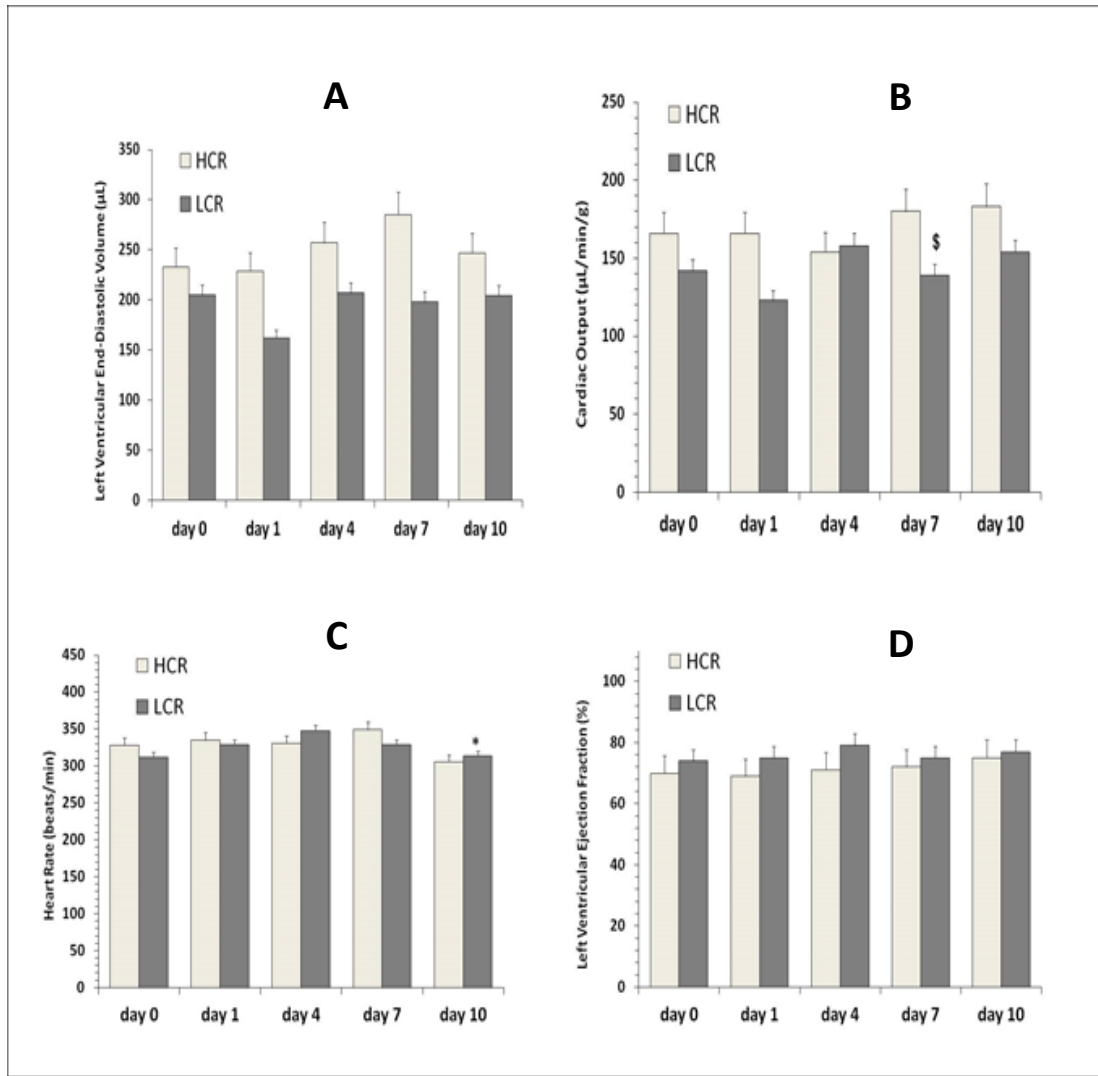 A
Left Ventricular End-Diastolic Volume (µL)
350
300
250
200
150
100
50
0
HCR
LCR
day 0 day 1 day 4 day 7 day 10
B
Cardiac Output (µL/min/g)
250
200
150
100
50
0
HCR
LCR
$
day 0 day 1 day 4 day 7 day 10
C
Heart Rate (beats/min)
450
400
350
300
250
200
150
100
50
0
HCR
LCR
*
day 0 day 1 day 4 day 7 day 10
D
Left Ventricular Ejection Fraction (%)
100
80
60
40
20
0
HCR
LCR
day 0 day 1 day 4 day 7 day 10